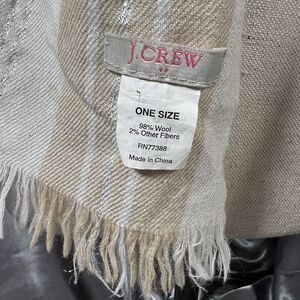 J.CREW
ONE SIZE
98% Wool
2% Other Fibers
RN77388
Made in China